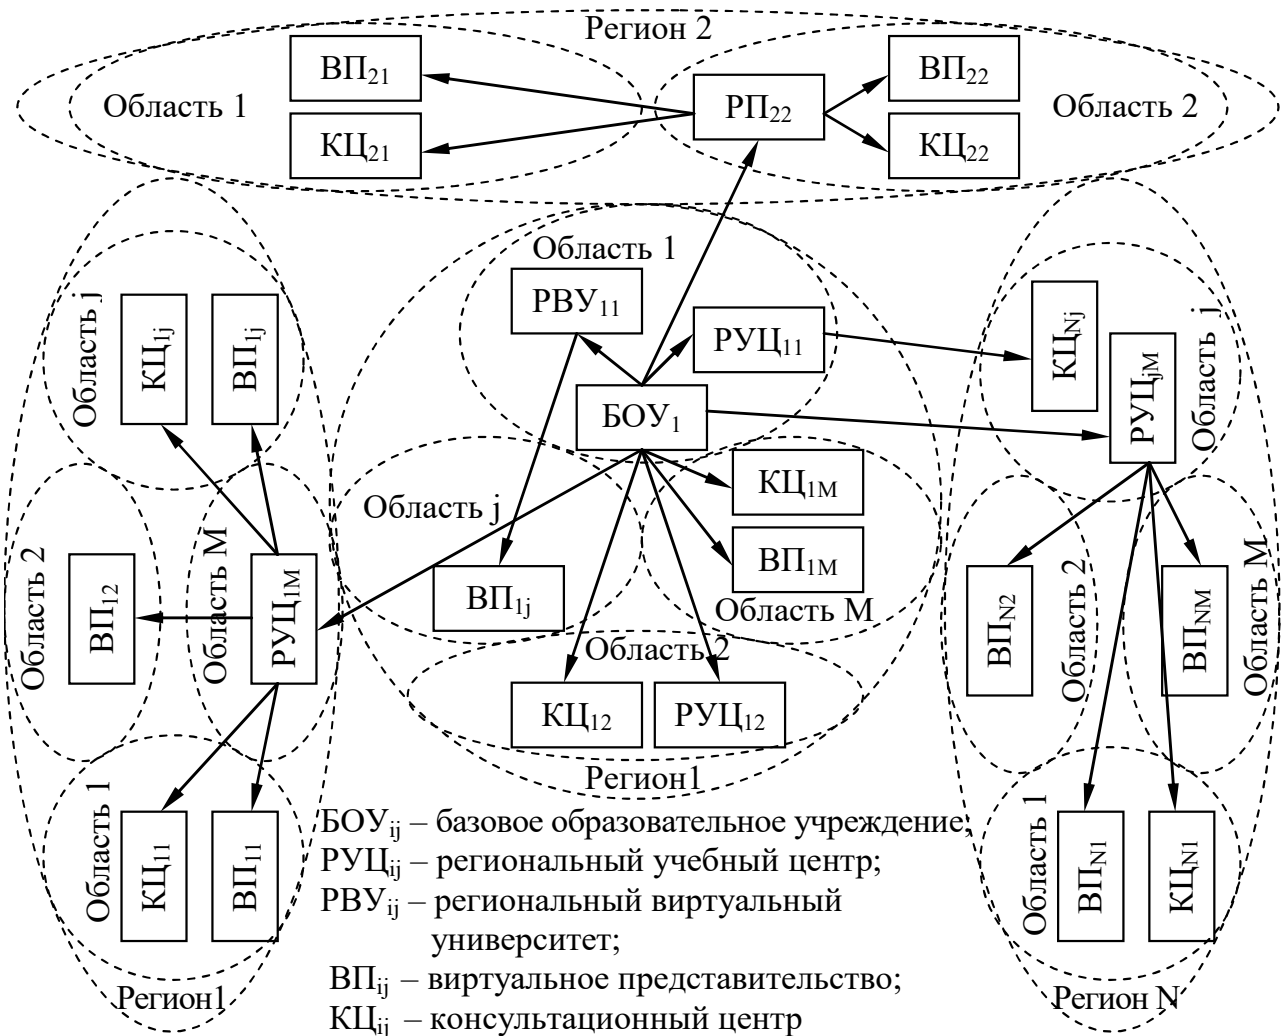 Регион 2
ВП21
ВП22
Область 1
РП22
Область 2
КЦ21
КЦ22
Область 1
РВУ11
РУЦ11
БОУ1
КЦ1M
Область j
ВП1M
ВП1j
Область M
Область 2
КЦ12
РУЦ12
Регион1
Область j
КЦ1j
ВП1j
Область 2
ВП12
Область M
РУЦ1M
Область 1
КЦ11
ВП11
Регион1
КЦNj
РУЦjM
Область j
ВПN2
Область 2
ВПNM
Область M
Область 1
ВПN1
КЦN1
Регион N
БОУij – базовое образовательное учреждение;
РУЦij – региональный учебный центр;
РВУij – региональный виртуальный
университет;
ВПij – виртуальное представительство;
КЦij – консультационный центр